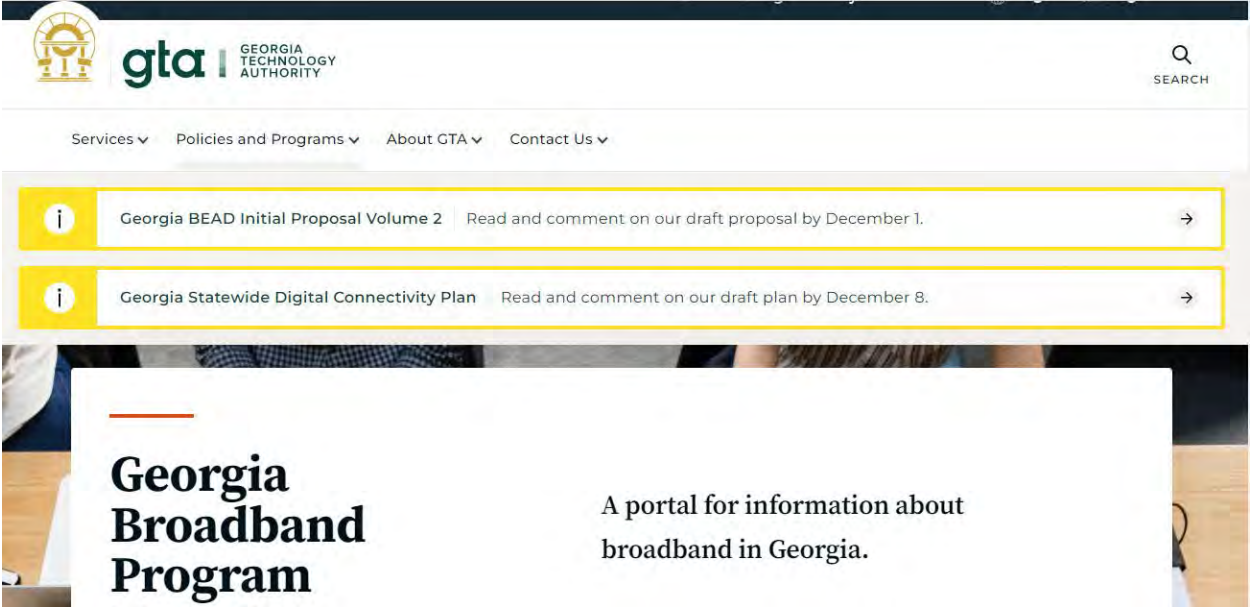 gta
GEORGIA
TECHNOLOGY
AUTHORITY
SEARCH
Services
Policies and Programs
About GTA
Contact Us
i
Georgia BEAD Initial Proposal Volume 2 Read and comment on our draft proposal by December 1.
i
Georgia Statewide Digital Connectivity Plan Read and comment on our draft plan by December 8.
Georgia
Broadband
Program
A portal for information about
broadband in Georgia.